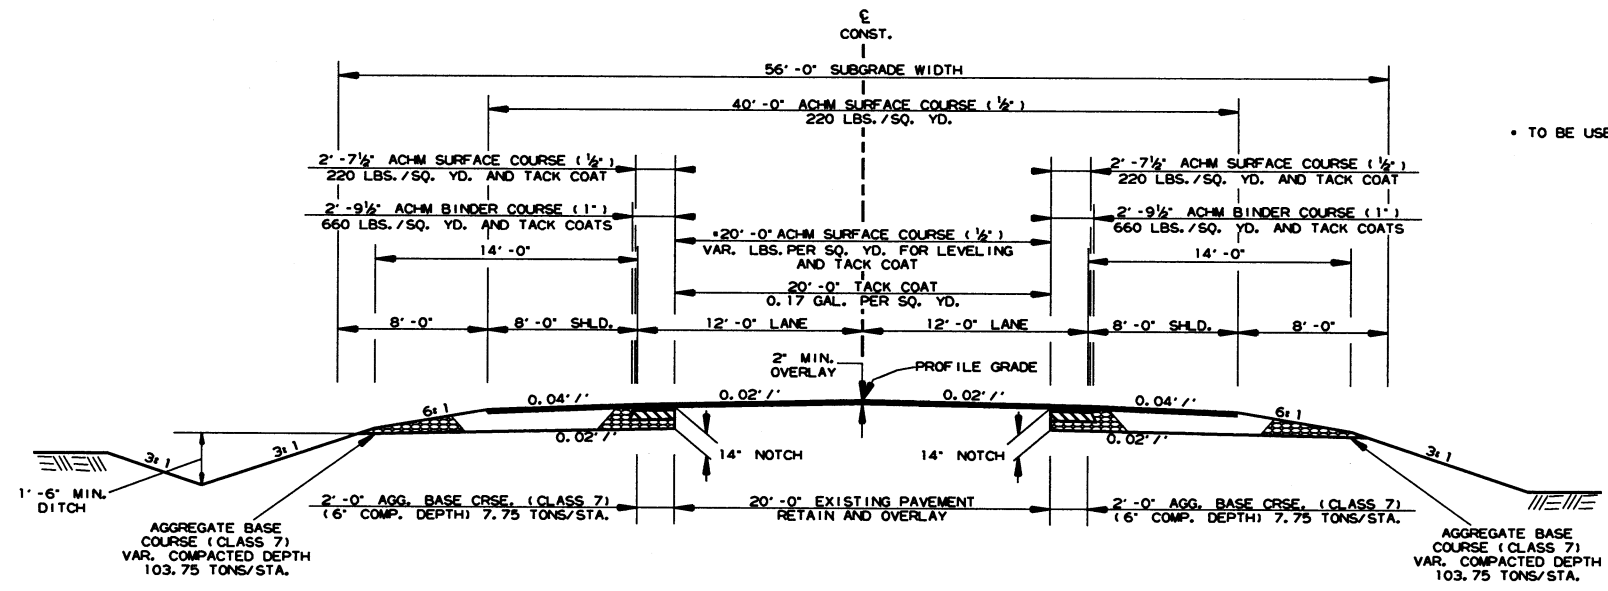 ℄
CONST.
56'-0" SUBGRADE WIDTH
40'-0" ACHM SURFACE COURSE (½")
220 LBS./SQ. YD.
• TO BE USE
2'-7½" ACHM SURFACE COURSE (½")
220 LBS./SQ. YD. AND TACK COAT
2'-7½" ACHM SURFACE COURSE (½")
220 LBS./SQ. YD. AND TACK COAT
2'-9½" ACHM BINDER COURSE (1")
660 LBS./SQ. YD. AND TACK COATS
2'-9½" ACHM BINDER COURSE (1")
660 LBS./SQ. YD. AND TACK COATS
*20'-0" ACHM SURFACE COURSE (½")
VAR. LBS. PER SQ. YD. FOR LEVELING
AND TACK COAT
14'-0"
14'-0"
20'-0" TACK COAT
0.17 GAL. PER SQ. YD.
8'-0"
8'-0" SHLD.
12'-0" LANE
12'-0" LANE
8'-0" SHLD.
8'-0"
2" MIN.
OVERLAY
PROFILE GRADE
6:1
0.04'/'
0.02'/'
0.02'/'
0.04'/'
6:1
3:1
3:1
0.02'/'
0.02'/'
3:1
14" NOTCH
14" NOTCH
1'-6" MIN.
DITCH
2'-0" AGG. BASE CRSE. (CLASS 7)
(6" COMP. DEPTH) 7.75 TONS/STA.
20'-0" EXISTING PAVEMENT
RETAIN AND OVERLAY
2'-0" AGG. BASE CRSE. (CLASS 7)
(6" COMP. DEPTH) 7.75 TONS/STA.
AGGREGATE BASE
COURSE (CLASS 7)
VAR. COMPACTED DEPTH
103.75 TONS/STA.
AGGREGATE BASE
COURSE (CLASS 7)
VAR. COMPACTED DEPTH
103.75 TONS/STA.